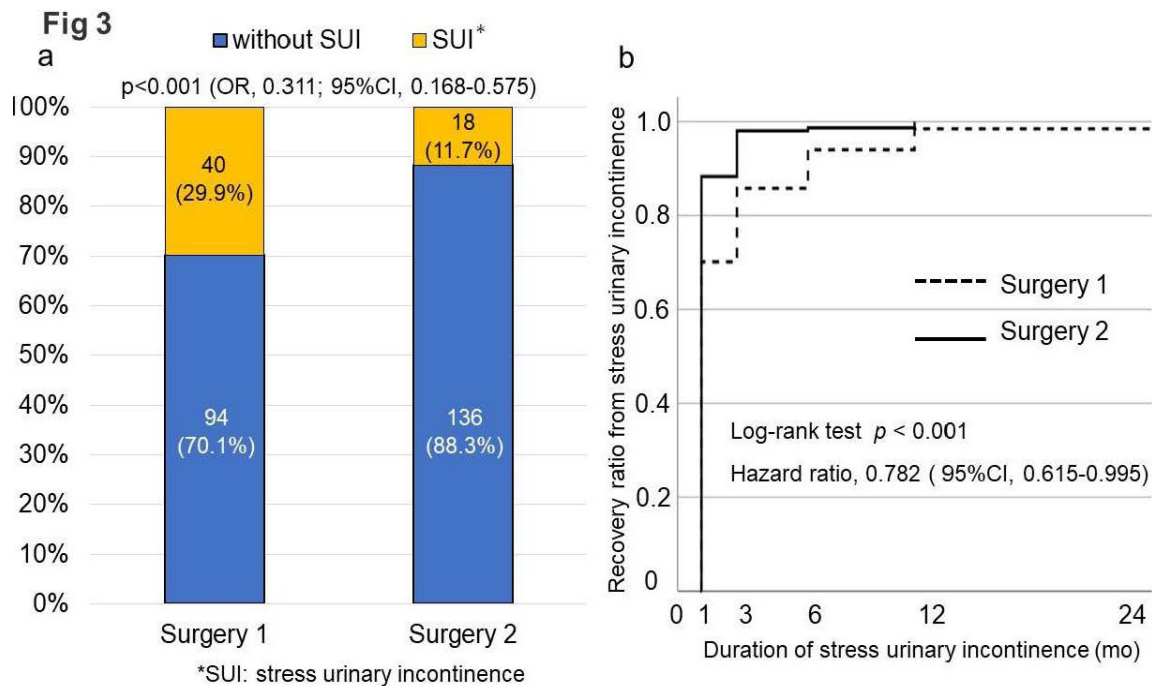 Fig 3
a
without SUI
SUI*
p<0.001 (OR, 0.311; 95%CI, 0.168-0.575)
100%
90%
80%
70%
60%
50%
40%
30%
20%
10%
0%
40
(29.9%)
94
(70.1%)
18
(11.7%)
136
(88.3%)
Surgery 1
Surgery 2
*SUI: stress urinary incontinence
b
Recovery ratio from stress urinary incontinence
1.0
0.8
0.6
0.4
0.2
0
Surgery 1
Surgery 2
Log-rank test p < 0.001
Hazard ratio, 0.782 ( 95%CI, 0.615-0.995)
0 1 3 6 12 24
Duration of stress urinary incontinence (mo)